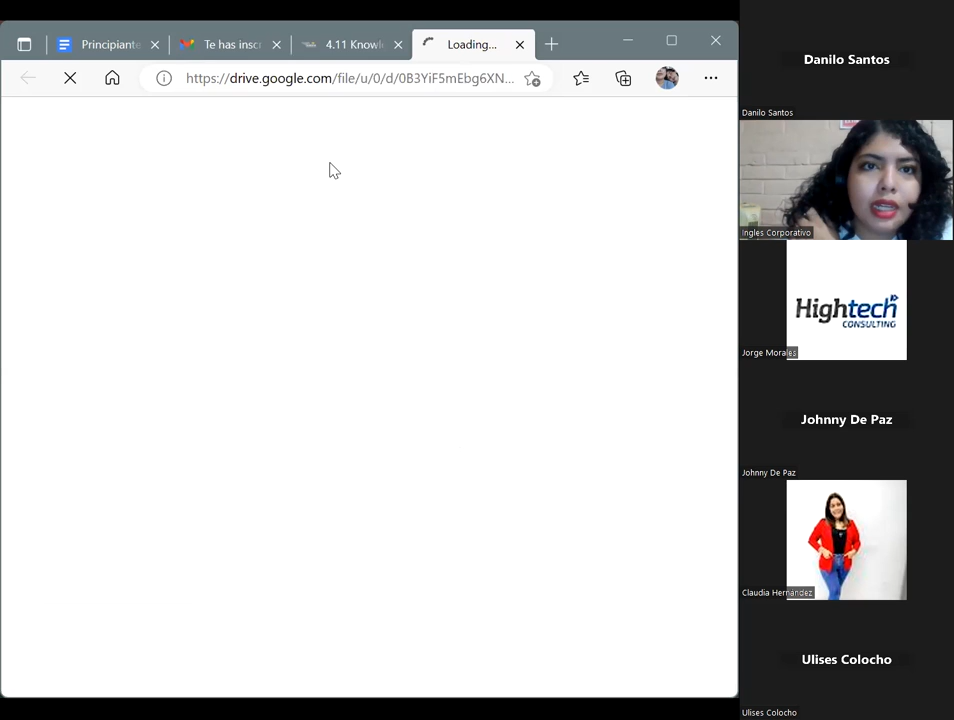 Principiante
Te has inscr
4.11 Knowl
Loading...
https://drive.google.com/file/u/0/d/0B3YiF5mEbg6XN...
Danilo Santos
Danilo Santos
Ingles Corporativo
Hightech
CONSULTING
Jorge Morales
Johnny De Paz
Johnny De Paz
Claudia Hernandez
Ulises Colocho
Ulises Colocho